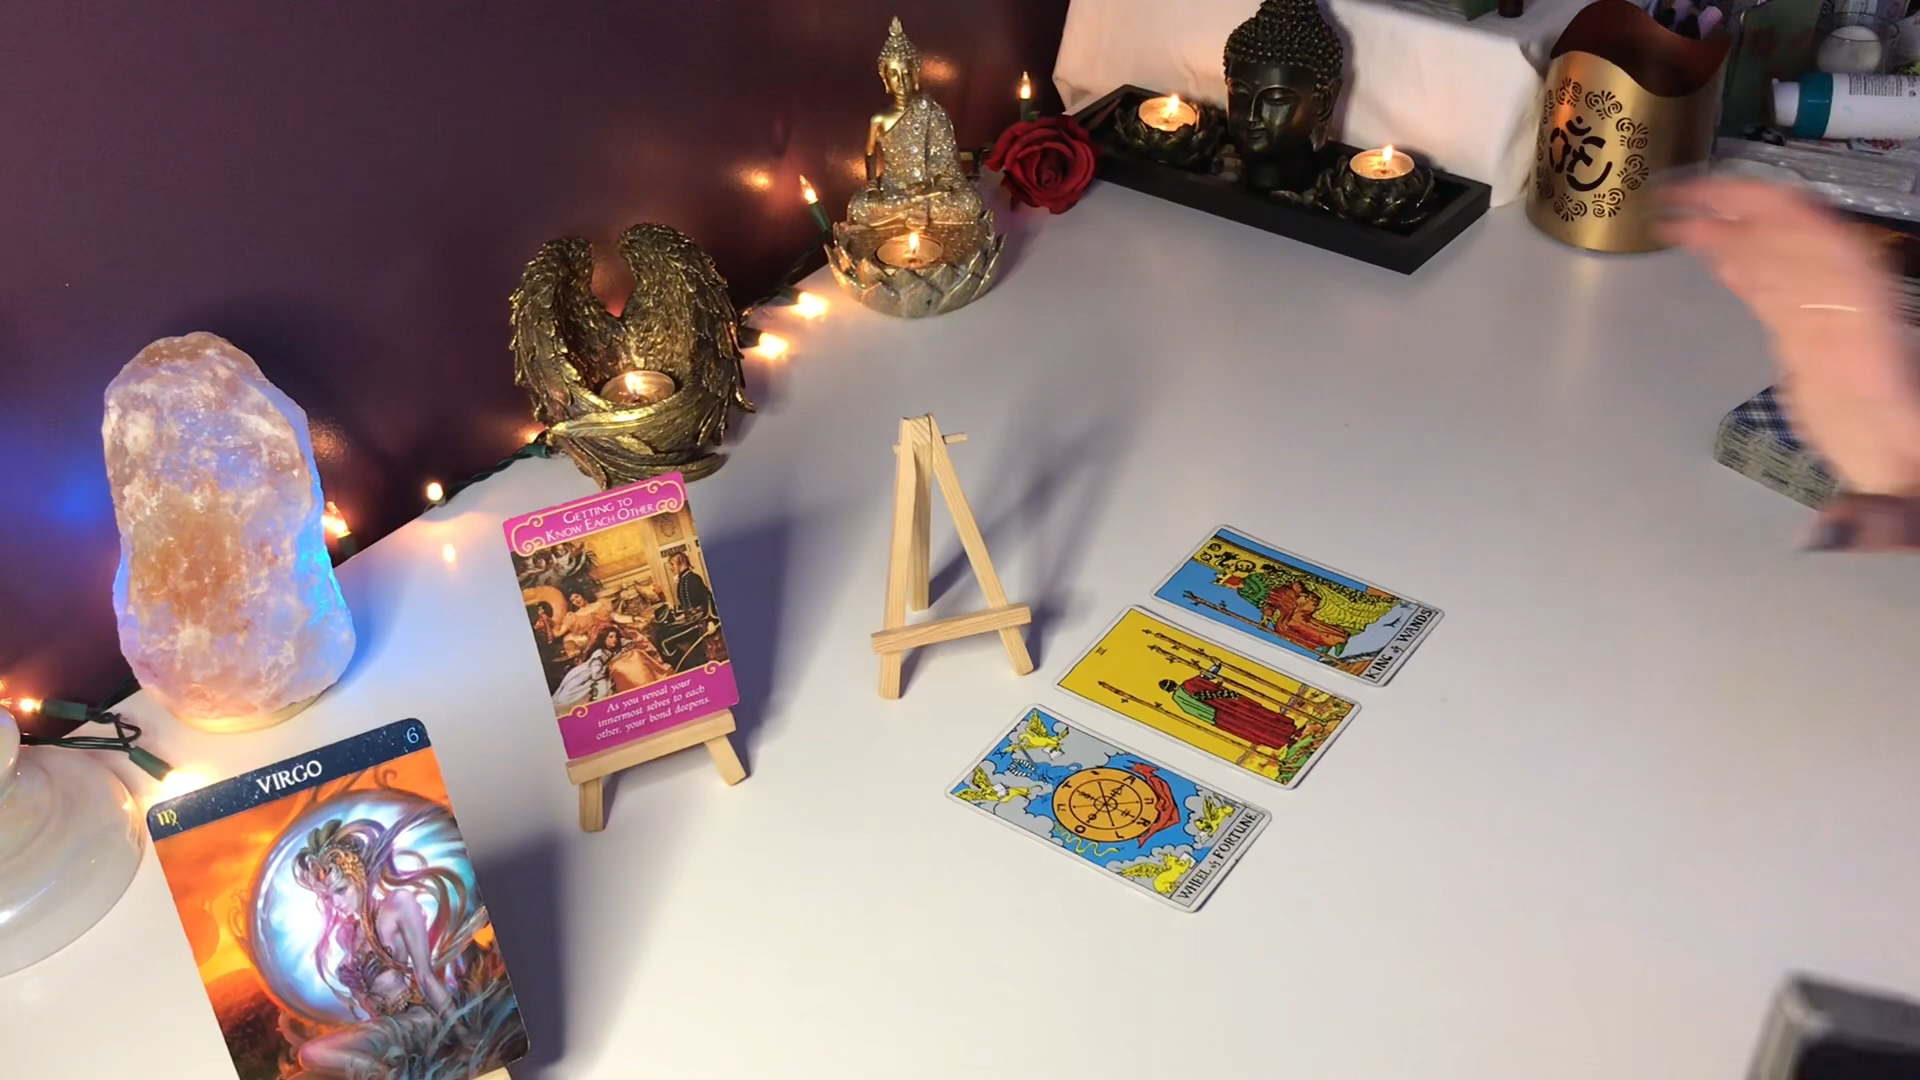 VIRGO
6
GETTING TO
KNOW EACH OTHER
As you reveal your
innermost selves to each
other, your bond deepens.
KING of WANDS.
III
WHEEL of FORTUNE.
T A R O